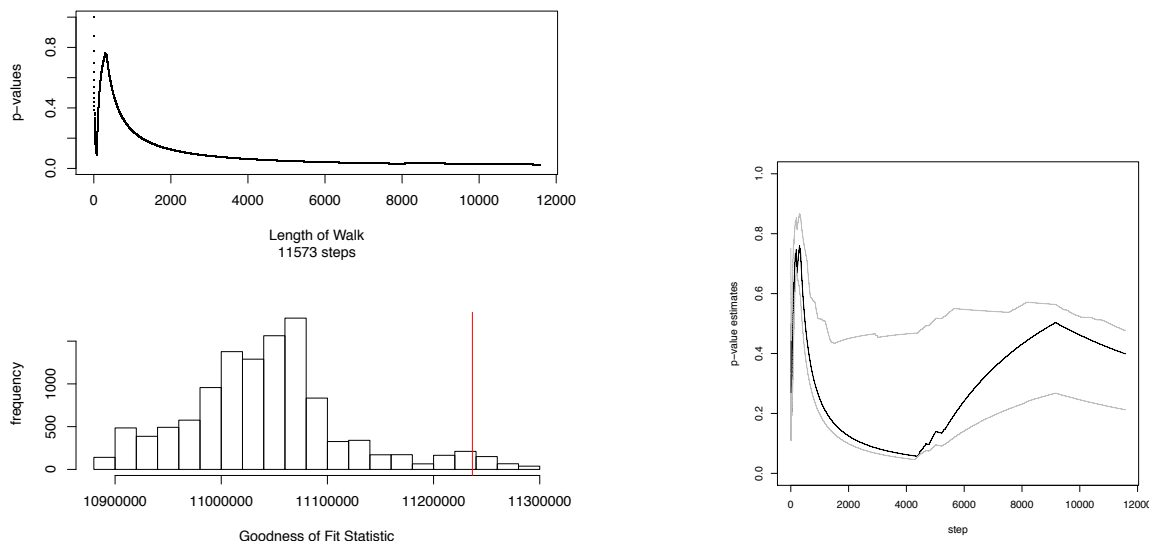 p−values
0.0 0.4 0.8
0 2000 4000 6000 8000 10000 12000
Length of Walk
11573 steps
frequency
0 500 1000
10900000 11000000 11100000 11200000 11300000
Goodness of Fit Statistic
p−value estimates
0.0 0.2 0.4 0.6 0.8 1.0
0 2000 4000 6000 8000 10000 12000
step